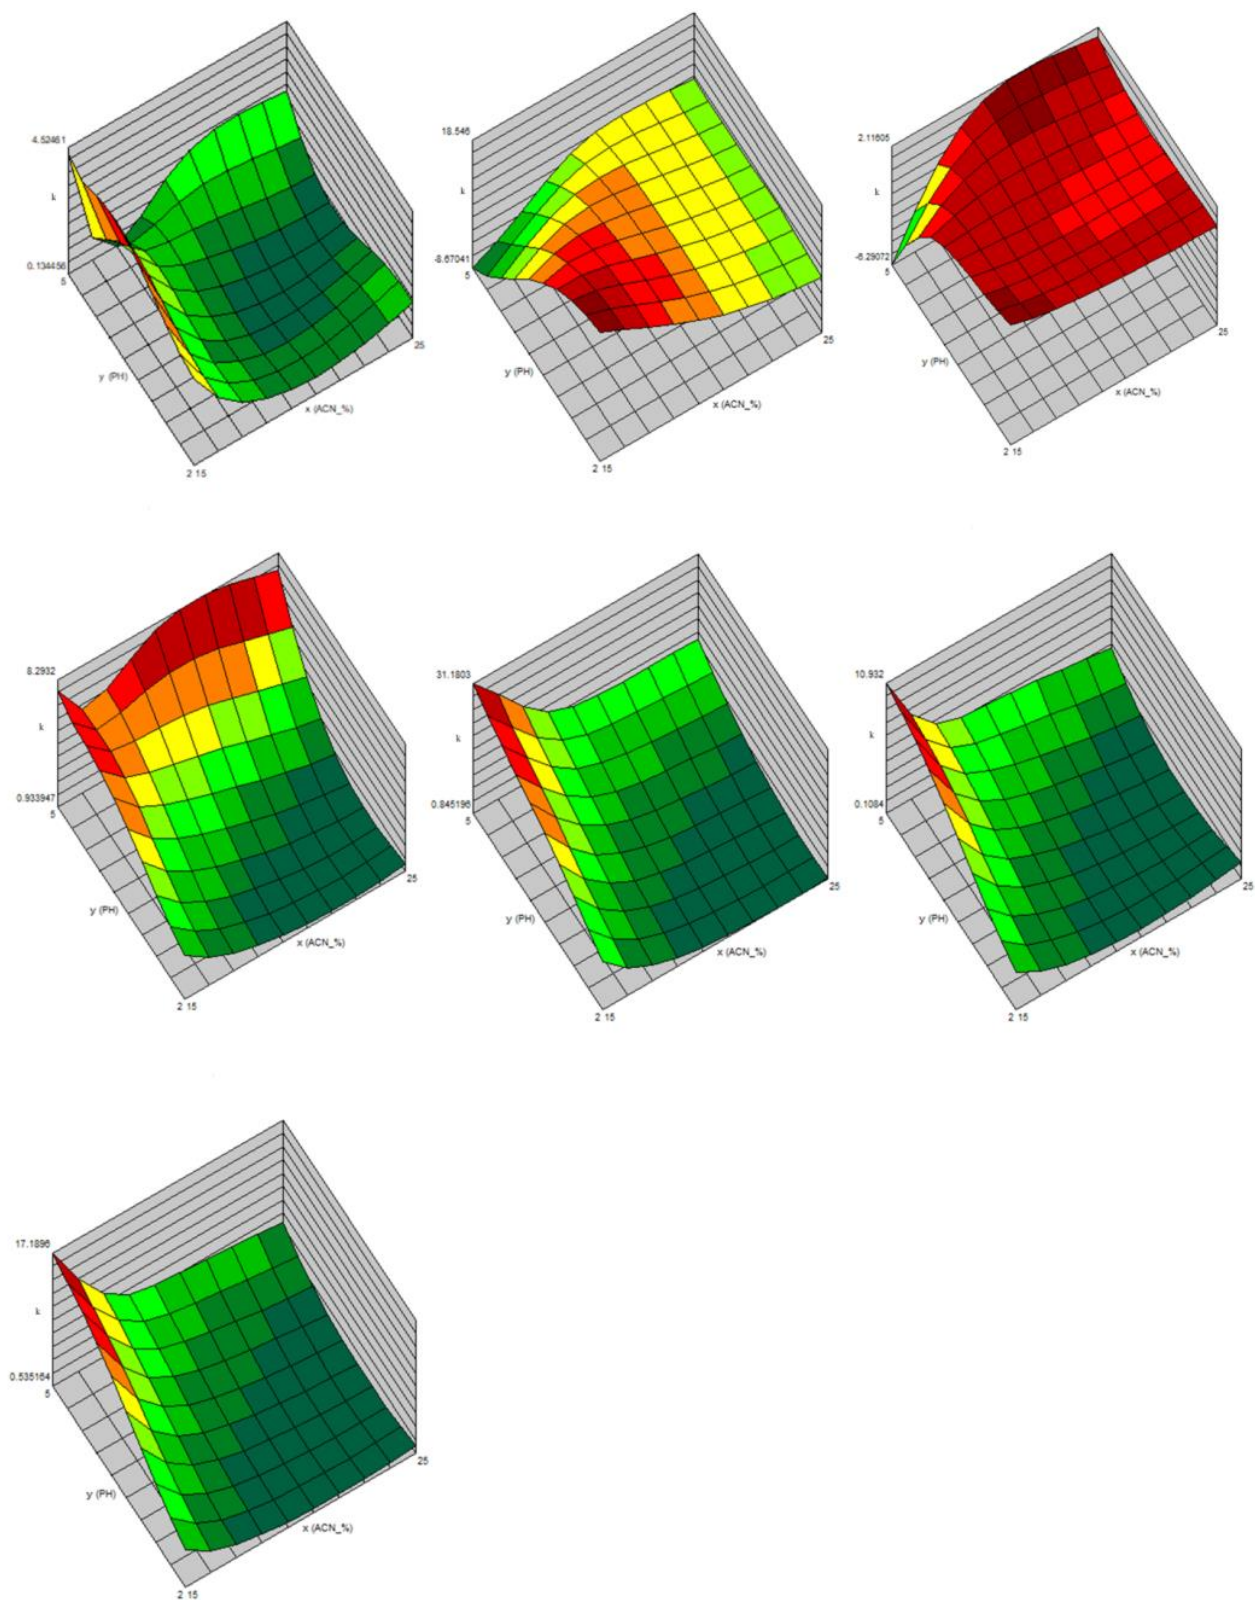 4.52461
k
0.134456
5
y (PH)
2 15
x (ACN_%)
25
18.546
k
-8.67041
5
y (PH)
2 15
x (ACN_%)
25
2.11605
k
-6.29072
5
y (PH)
2 15
x (ACN_%)
25
8.2932
k
0.933947
5
y (PH)
2 15
x (ACN_%)
25
31.1803
k
0.845196
5
y (PH)
2 15
x (ACN_%)
25
10.932
k
0.1084
5
y (PH)
2 15
x (ACN_%)
25
17.1896
k
0.535164
5
y (PH)
2 15
x (ACN_%)
25